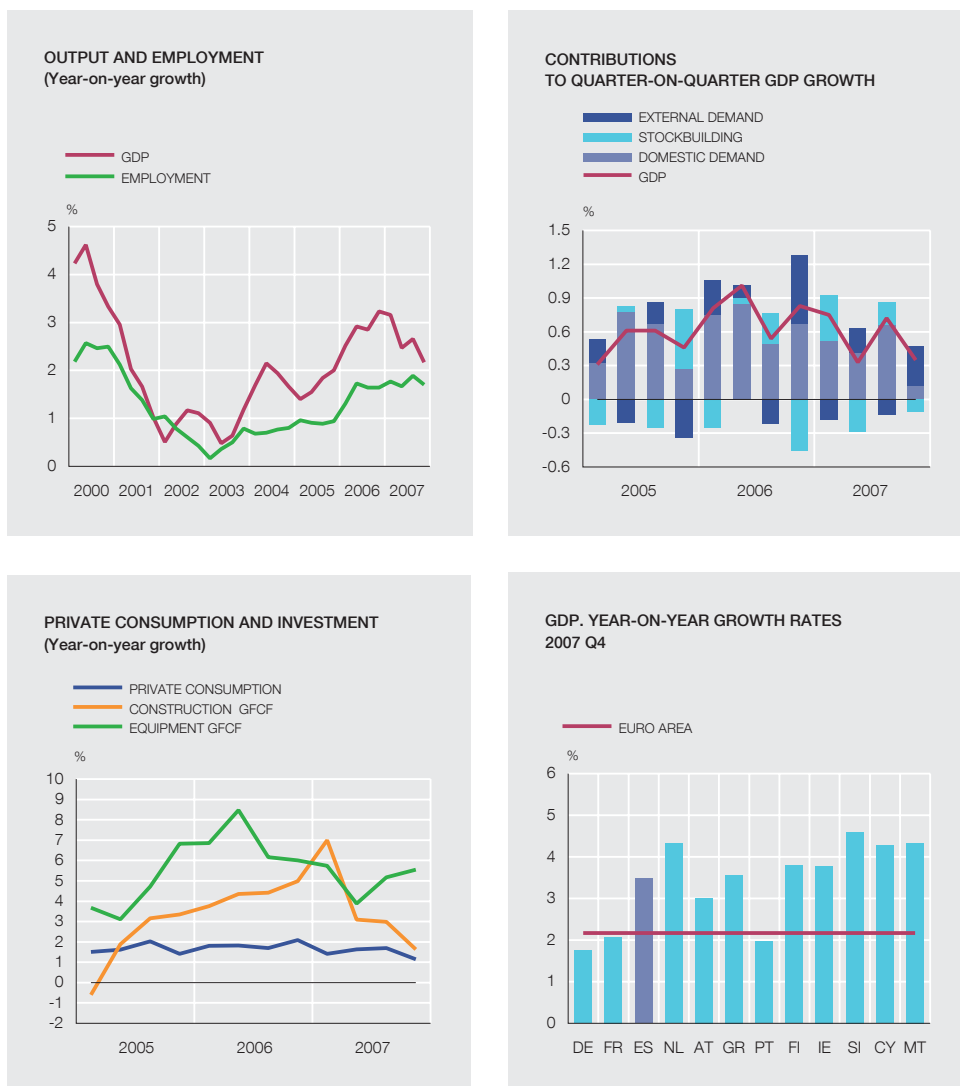 OUTPUT AND EMPLOYMENT
(Year-on-year growth)
GDP
EMPLOYMENT
%
5
4
3
2
1
0
2000 2001 2002 2003 2004 2005 2006 2007
CONTRIBUTIONS
TO QUARTER-ON-QUARTER GDP GROWTH
EXTERNAL DEMAND
STOCKBUILDING
DOMESTIC DEMAND
GDP
%
1.5
1.2
0.9
0.6
0.3
0
-0.3
-0.6
2005 2006 2007
PRIVATE CONSUMPTION AND INVESTMENT
(Year-on-year growth)
PRIVATE CONSUMPTION
CONSTRUCTION GFCF
EQUIPMENT GFCF
%
10
9
8
7
6
5
4
3
2
1
0
-1
-2
2005 2006 2007
GDP. YEAR-ON-YEAR GROWTH RATES
2007 Q4
EURO AREA
%
6
5
4
3
2
1
0
DE FR ES NL AT GR PT FI IE SI CY MT